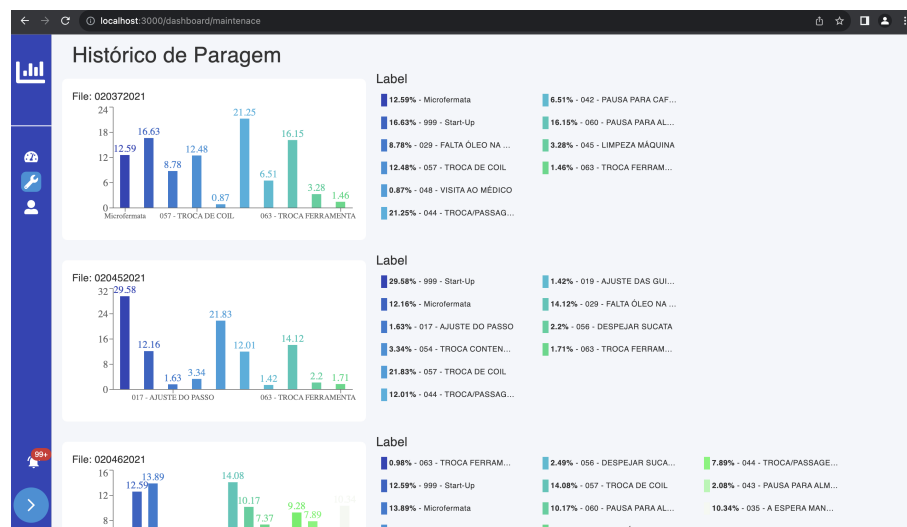 localhost:3000/dashboard/maintenace
Histórico de Paragem
File: 020372021
24
18
12
6
0
12.59
16.63
8.78
12.48
0.87
21.25
6.51
16.15
3.28
1.46
Microfermata
057 - TROCA DE COIL
063 - TROCA FERRAMENTA
Label
12.59% - Microfermata
16.63% - 999 - Start-Up
8.78% - 029 - FALTA ÓLEO NA ...
12.48% - 057 - TROCA DE COIL
0.87% - 048 - VISITA AO MÉDICO
21.25% - 044 - TROCA/PASSAG...
6.51% - 042 - PAUSA PARA CAF...
16.15% - 060 - PAUSA PARA AL...
3.28% - 045 - LIMPEZA MÁQUINA
1.46% - 063 - TROCA FERRAM...
File: 020452021
32
24
16
8
0
29.58
12.16
1.63
3.34
21.83
12.01
1.42
14.12
2.2
1.71
017 - AJUSTE DO PASSO
063 - TROCA FERRAMENTA
Label
29.58% - 999 - Start-Up
12.16% - Microfermata
1.63% - 017 - AJUSTE DO PASSO
3.34% - 054 - TROCA CONTEN...
21.83% - 057 - TROCA DE COIL
12.01% - 044 - TROCA/PASSAG...
1.42% - 019 - AJUSTE DAS GUI...
14.12% - 029 - FALTA ÓLEO NA ...
2.2% - 056 - DESPEJAR SUCATA
1.71% - 063 - TROCA FERRAM...
File: 020462021
16
12
8
12.59
13.89
14.08
10.17
7.37
9.28
7.89
10.34
Label
0.98% - 063 - TROCA FERRAM...
12.59% - 999 - Start-Up
13.89% - Microfermata
2.49% - 056 - DESPEJAR SUCA...
14.08% - 057 - TROCA DE COIL
10.17% - 060 - PAUSA PARA AL...
7.89% - 044 - TROCA/PASSAGE...
2.08% - 043 - PAUSA PARA ALM...
10.34% - 035 - A ESPERA MAN...
99+